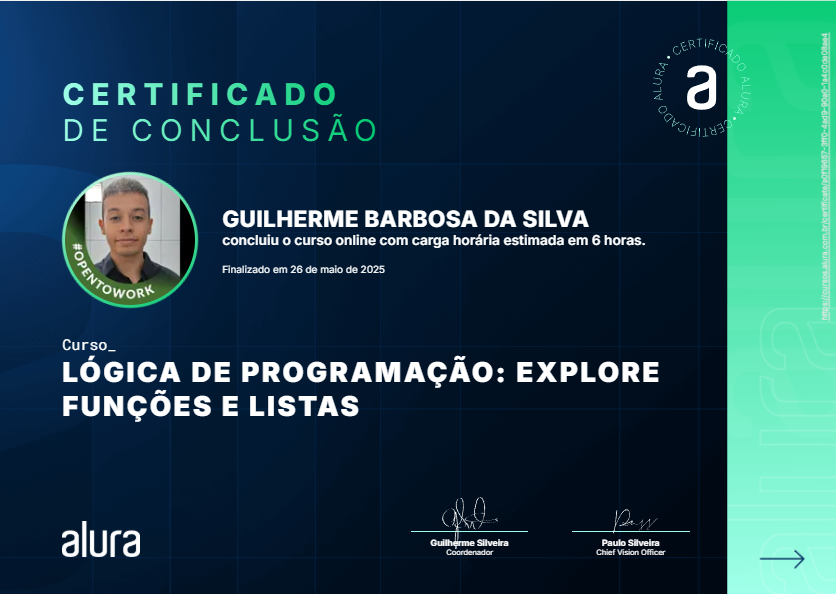 CERTIFICADO
DE CONCLUSÃO
CERTIFICADO ALURA • CERTIFICADO ALURA •
a
#OPENTOWORK
GUILHERME BARBOSA DA SILVA
concluiu o curso online com carga horária estimada em 6 horas.
Finalizado em 26 de maio de 2025
Curso_
LÓGICA DE PROGRAMAÇÃO: EXPLORE
FUNÇÕES E LISTAS
alura
Guilherme Silveira
Coordenador
Paulo Silveira
Chief Vision Officer
alura